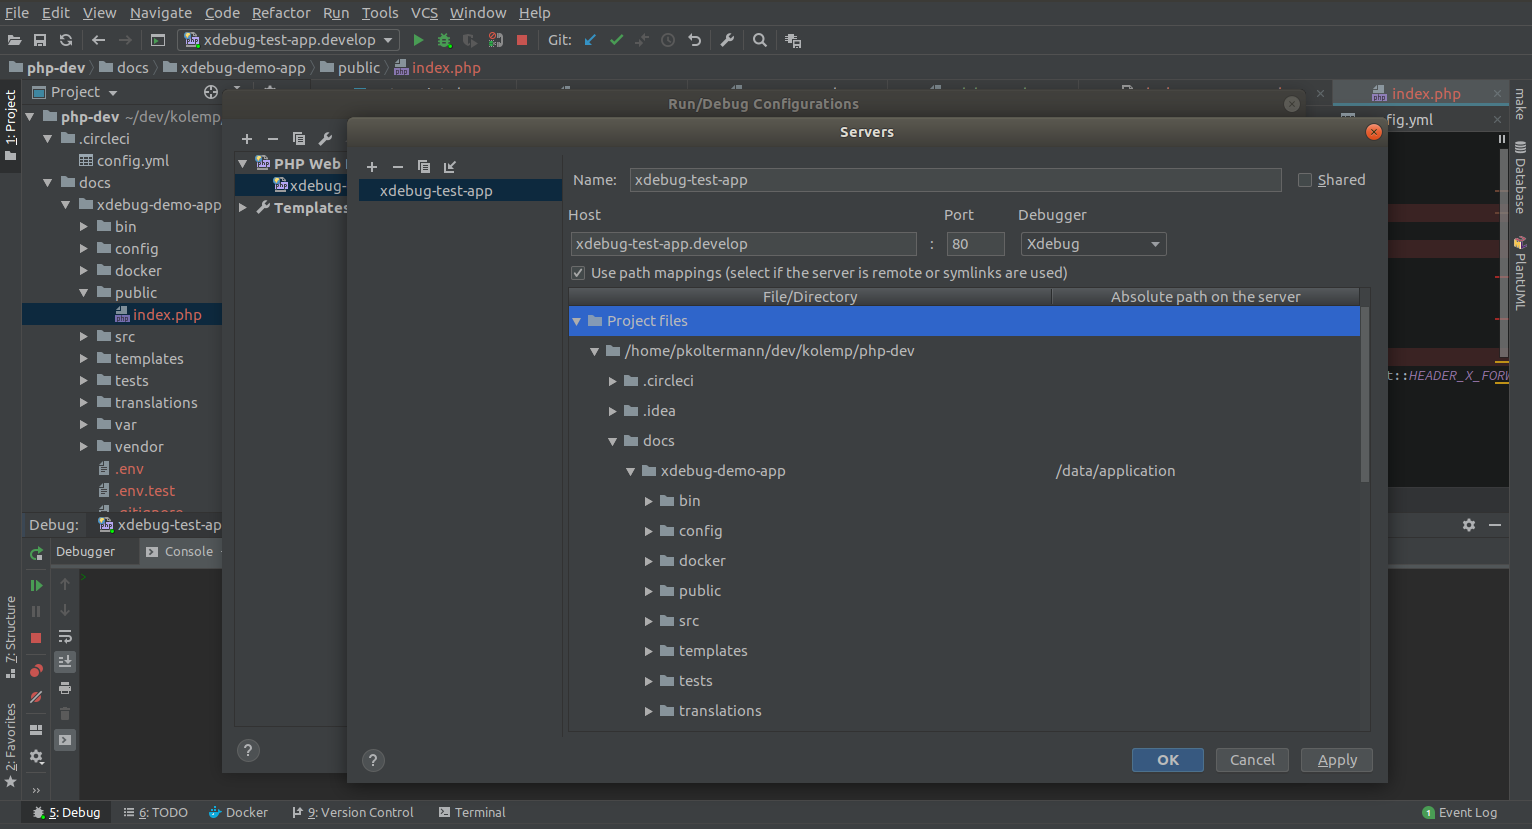 File Edit View Navigate Code Refactor Run Tools VCS Window Help
xdebug-test-app.develop Git:
php-dev docs xdebug-demo-app public index.php
1: Project
Project
php-dev ~/dev/kolemp/
.circleci
config.yml
docs
xdebug-demo-app
bin
config
docker
public
index.php
src
templates
tests
translations
var
vendor
.env
.env.test
.gitignore
Run/Debug Configurations
PHP Web
xdebug-
Templates
Servers
xdebug-test-app
Name: xdebug-test-app Shared
Host Port Debugger
xdebug-test-app.develop : 80 Xdebug
Use path mappings (select if the server is remote or symlinks are used)
File/Directory Absolute path on the server
Project files
/home/pkoltermann/dev/kolemp/php-dev
.circleci
.idea
docs
xdebug-demo-app /data/application
bin
config
docker
public
src
templates
tests
translations
? OK Cancel Apply
?
index.php
fig.yml
t::HEADER_X_FORW
make
Database
PlantUML
Debug: xdebug-test-ap
Debugger Console
>
7: Structure
2: Favorites
5: Debug 6: TODO Docker 9: Version Control Terminal 1 Event Log